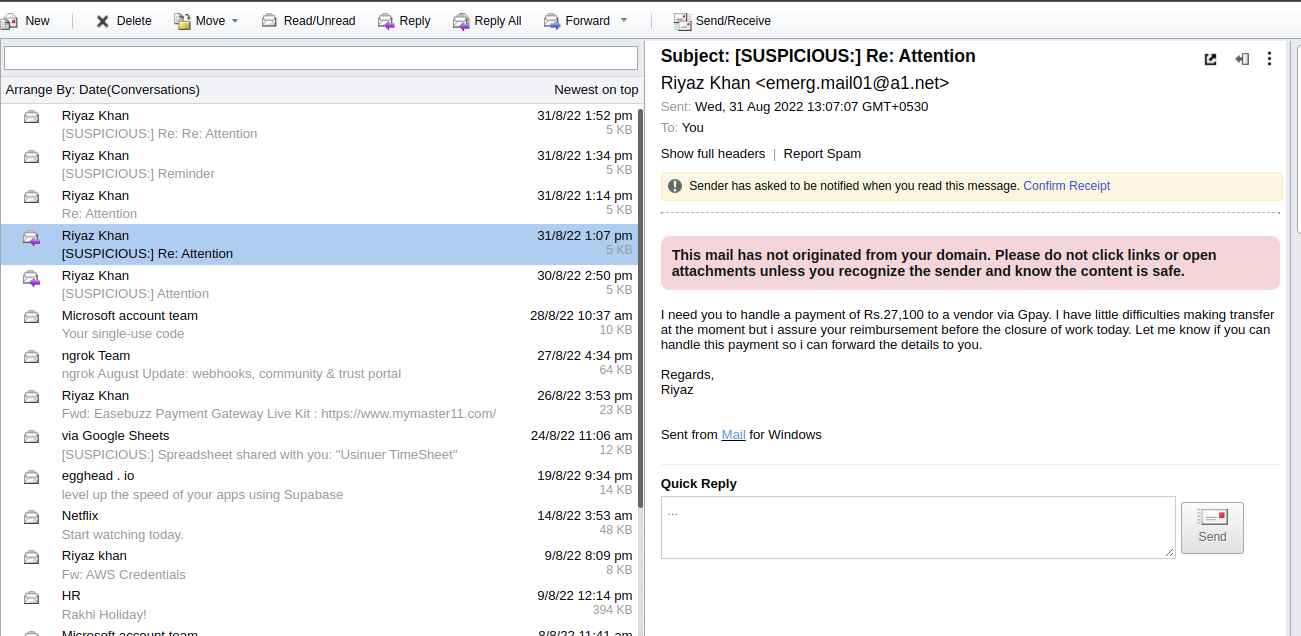 New Delete Move Read/Unread Reply Reply All Forward Send/Receive
Arrange By: Date(Conversations) Newest on top
Riyaz Khan 31/8/22 1:52 pm
[SUSPICIOUS:] Re: Re: Attention 5 KB
Riyaz Khan 31/8/22 1:34 pm
[SUSPICIOUS:] Reminder 5 KB
Riyaz Khan 31/8/22 1:14 pm
Re: Attention 5 KB
Riyaz Khan 31/8/22 1:07 pm
[SUSPICIOUS:] Re: Attention 5 KB
Riyaz Khan 30/8/22 2:50 pm
[SUSPICIOUS:] Attention 5 KB
Microsoft account team 28/8/22 10:37 am
Your single-use code 10 KB
ngrok Team 27/8/22 4:34 pm
ngrok August Update: webhooks, community & trust portal 64 KB
Riyaz Khan 26/8/22 3:53 pm
Fwd: Easebuzz Payment Gateway Live Kit : https://www.mymaster11.com/ 23 KB
via Google Sheets 24/8/22 11:06 am
[SUSPICIOUS:] Spreadsheet shared with you: "Usinuer TimeSheet" 12 KB
egghead . io 19/8/22 9:34 pm
level up the speed of your apps using Supabase 14 KB
Netflix 14/8/22 3:53 am
Start watching today. 48 KB
Riyaz khan 9/8/22 8:09 pm
Fw: AWS Credentials 8 KB
HR 9/8/22 12:14 pm
Rakhi Holiday! 394 KB
Microsoft account team 8/8/22 11:41 am
Subject: [SUSPICIOUS:] Re: Attention
Riyaz Khan <emerg.mail01@a1.net>
Sent: Wed, 31 Aug 2022 13:07:07 GMT+0530
To: You
Show full headers | Report Spam
Sender has asked to be notified when you read this message. Confirm Receipt
This mail has not originated from your domain. Please do not click links or open
attachments unless you recognize the sender and know the content is safe.
I need you to handle a payment of Rs.27,100 to a vendor via Gpay. I have little difficulties making transfer
at the moment but i assure your reimbursement before the closure of work today. Let me know if you can
handle this payment so i can forward the details to you.
Regards,
Riyaz
Sent from Mail for Windows
Quick Reply
...
Send